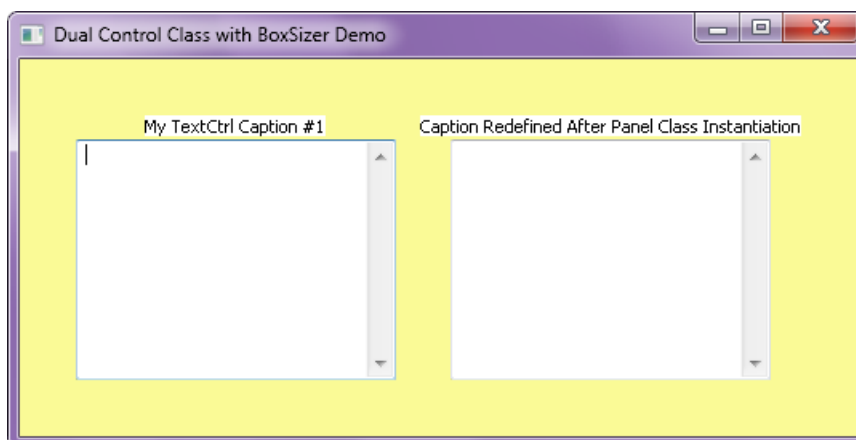 Dual Control Class with BoxSizer Demo
My TextCtrl Caption #1
Caption Redefined After Panel Class Instantiation